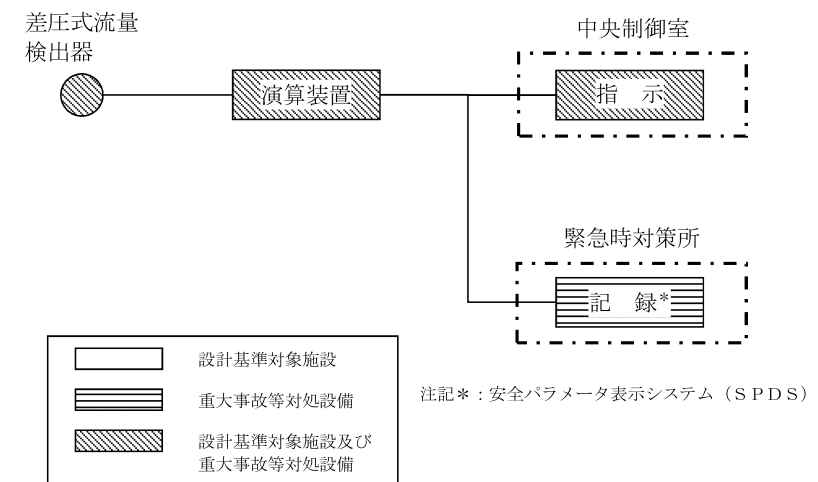 差圧式流量
検出器
中央制御室
演算装置
指　示
緊急時対策所
記　録*
設計基準対象施設
重大事故等対処設備
設計基準対象施設及び
重大事故等対処設備
注記＊：安全パラメータ表示システム（ＳＰＤＳ）